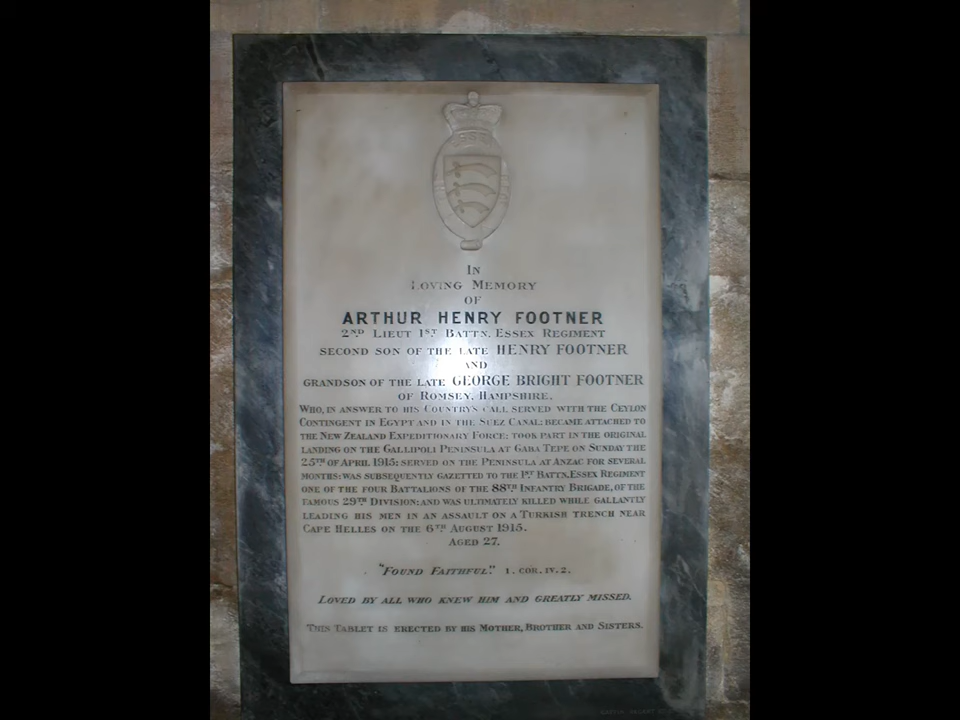 In
Loving Memory
of
ARTHUR HENRY FOOTNER
2ND Lieut 1ST Battn. Essex Regiment
second son of the late HENRY FOOTNER
and
grandson of the late GEORGE BRIGHT FOOTNER
of Romsey, Hampshire.
Who, in answer to his Country's call served with the Ceylon
Contingent in Egypt and in the Suez Canal: became attached to
the New Zealand Expeditionary Force: took part in the original
landing on the Gallipoli Peninsula at Gaba Tepe on Sunday the
25TH of April 1915: served on the Peninsula at Anzac for several
months: was subsequently gazetted to the 1ST Battn. Essex Regiment
one of the four Battalions of the 88TH Infantry Brigade, of the
famous 29TH Division: and was ultimately killed while gallantly
leading his men in an assault on a Turkish trench near
Cape Helles on the 6TH August 1915.
Aged 27.
"Found Faithful." 1. Cor. IV. 2.
Loved by all who knew him and greatly missed.
This Tablet is erected by his Mother, Brother and Sisters.